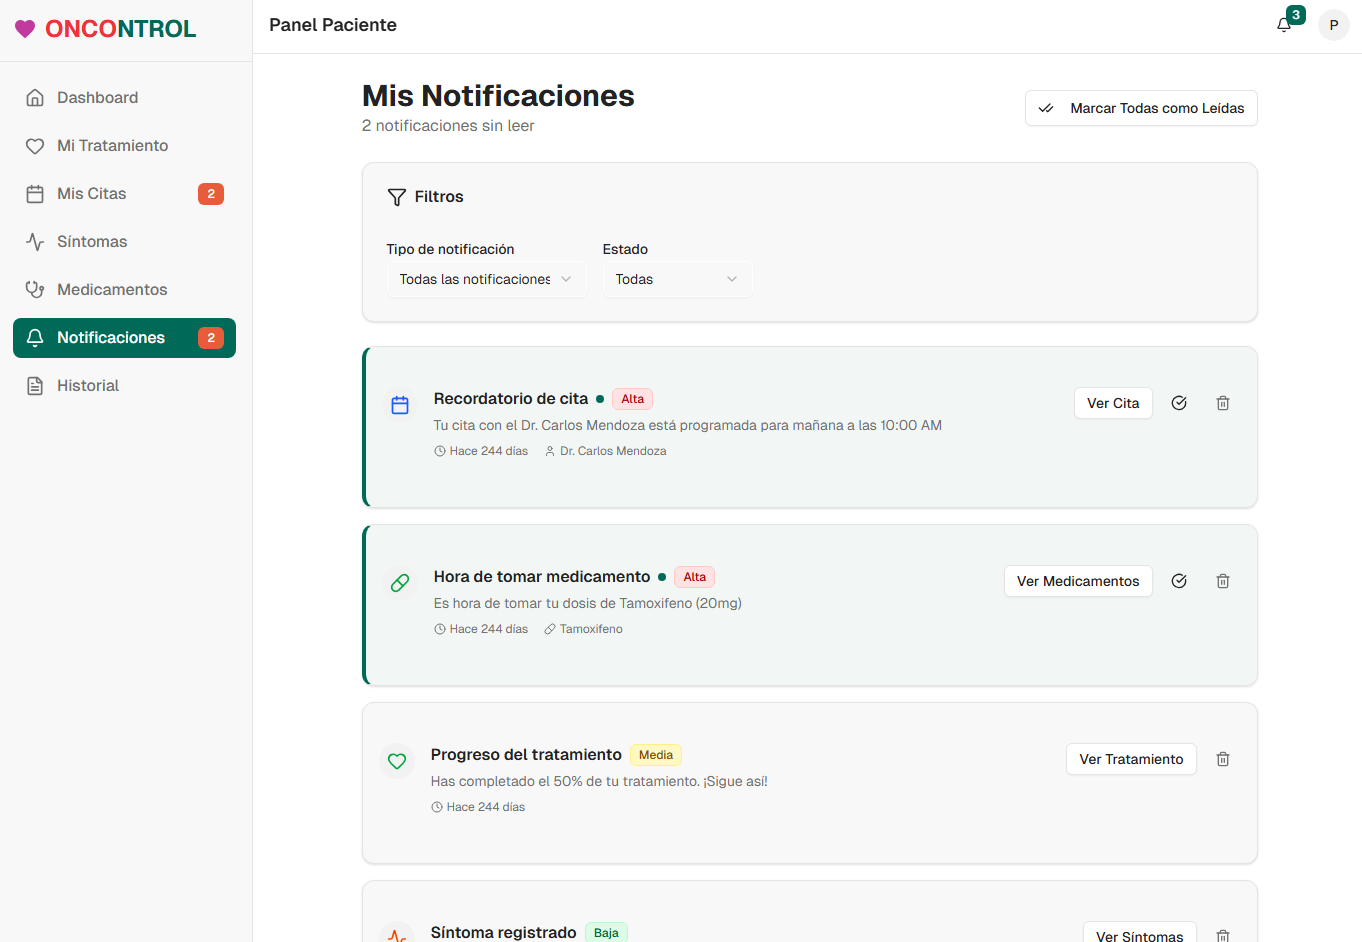 ONCONTROL
Panel Paciente
3
P
Dashboard
Mi Tratamiento
Mis Citas 2
Síntomas
Medicamentos
Notificaciones 2
Historial
Mis Notificaciones
2 notificaciones sin leer
Marcar Todas como Leídas
Filtros
Tipo de notificación Estado
Todas las notificaciones Todas
Recordatorio de cita Alta Ver Cita
Tu cita con el Dr. Carlos Mendoza está programada para mañana a las 10:00 AM
Hace 244 días Dr. Carlos Mendoza
Hora de tomar medicamento Alta Ver Medicamentos
Es hora de tomar tu dosis de Tamoxifeno (20mg)
Hace 244 días Tamoxifeno
Progreso del tratamiento Media Ver Tratamiento
Has completado el 50% de tu tratamiento. ¡Sigue así!
Hace 244 días
Síntoma registrado Baja Ver Síntomas